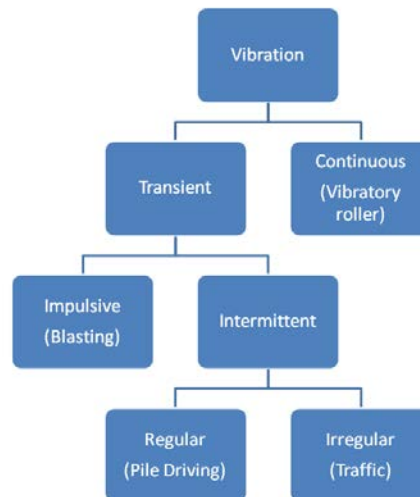 Vibration
Transient
Continuous
(Vibratory
roller)
Impulsive
(Blasting)
Intermittent
Regular
(Pile Driving)
Irregular
(Traffic)